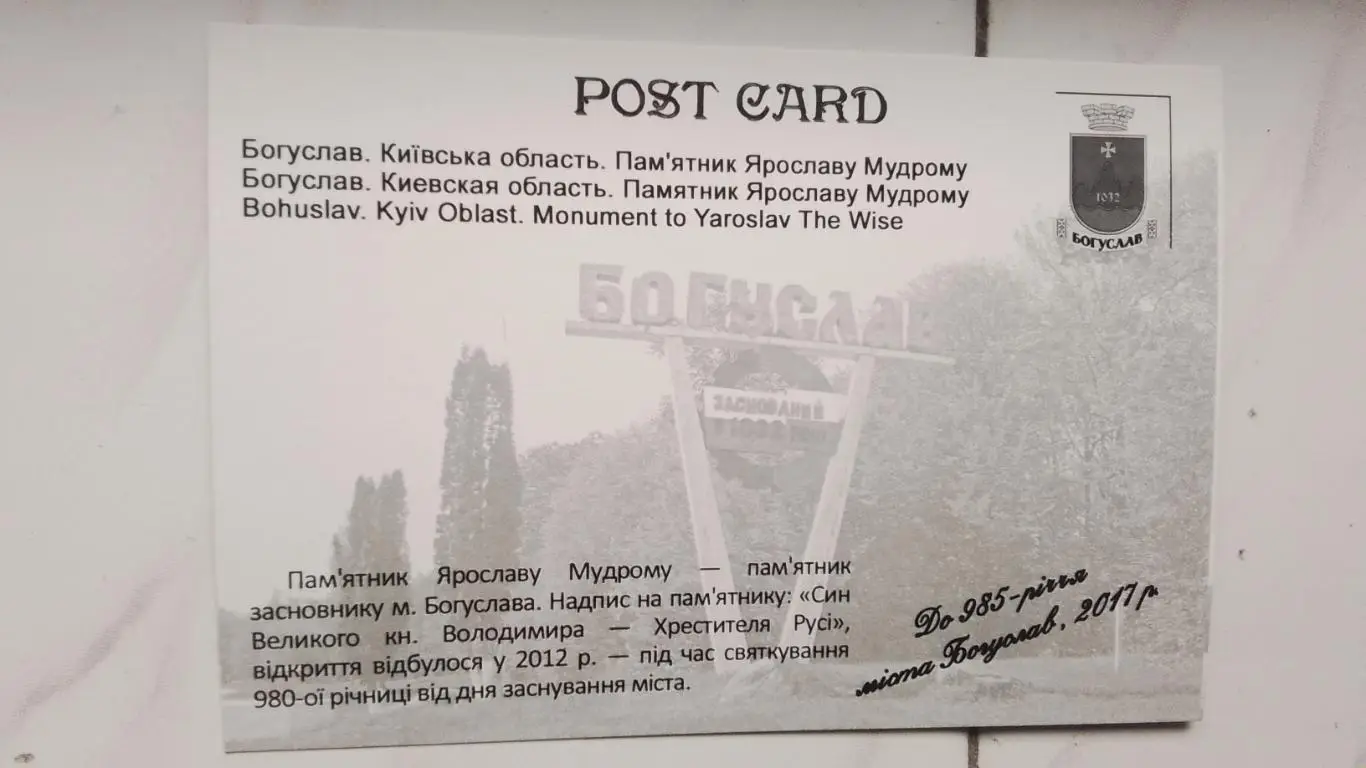 POST CARD
Богуслав. Київська область. Пам'ятник Ярославу Мудрому
Богуслав. Киевская область. Памятник Ярославу Мудрому
Bohuslav. Kyiv Oblast. Monument to Yaroslav The Wise
1032
БОГУСЛАВ
БОГУСЛАВ
ЗАСНОВАНИЙ
Пам'ятник Ярославу Мудрому — пам'ятник
засновнику м. Богуслава. Надпис на пам'ятнику: «Син
Великого кн. Володимира — Хрестителя Русі»,
відкриття відбулося у 2012 р. — під час святкування
980-ої річниці від дня заснування міста.
До 985-річчя
міста Богуслав, 2017 р.